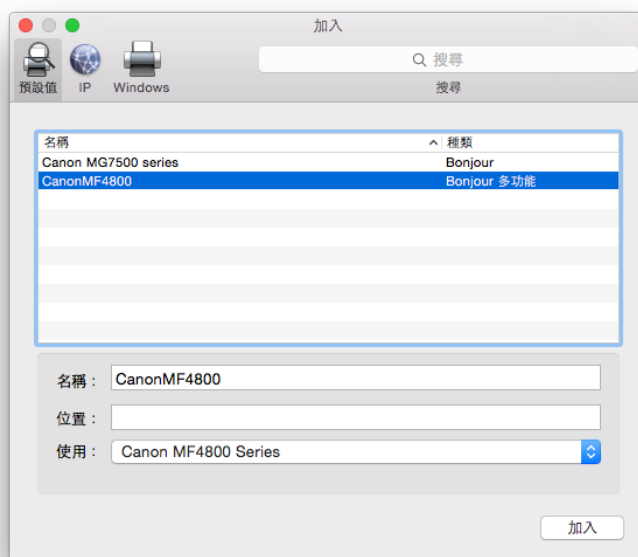 加入
搜尋
預設值 IP Windows 搜尋
名稱 種類
Canon MG7500 series Bonjour
CanonMF4800 Bonjour 多功能
名稱： CanonMF4800
位置：
使用： Canon MF4800 Series
加入